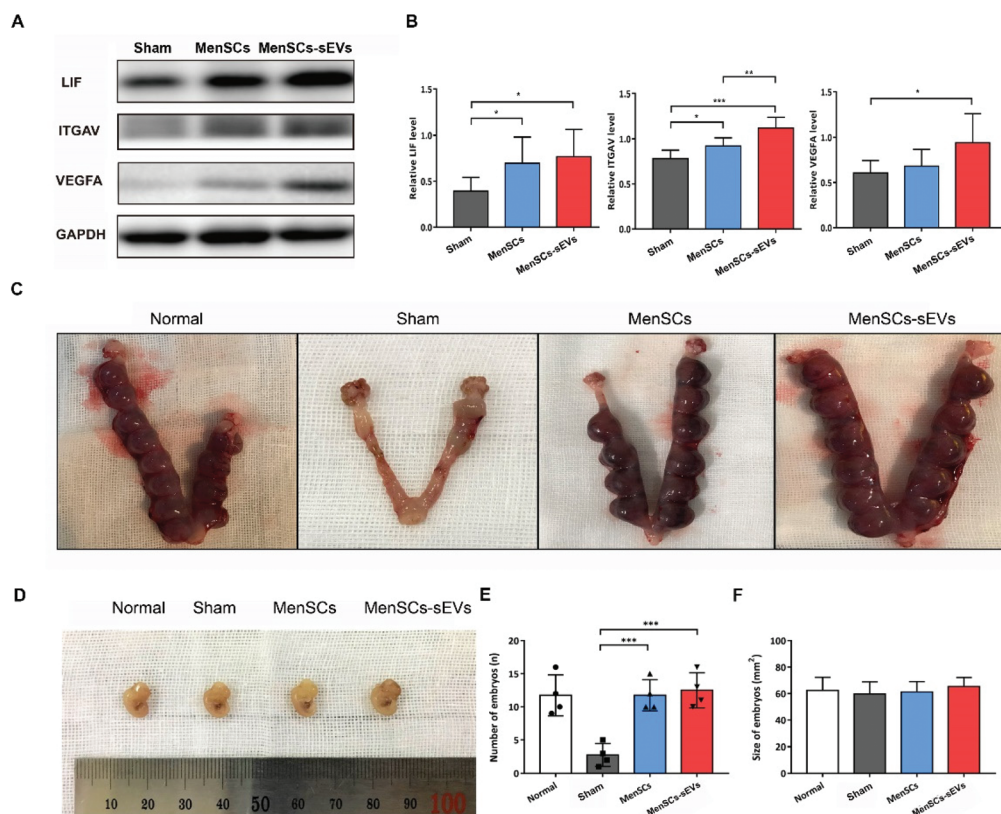 A
Sham MenSCs MenSCs-sEVs
LIF
ITGAV
VEGFA
GAPDH
B
Relative LIF level
1.5
1.0
0.5
0.0
*
*
Sham
MenSCs
MenSCs-sEVs
Relative ITGAV level
1.5
1.0
0.5
0.0
**
***
*
Sham
MenSCs
MenSCs-sEVs
Relative VEGFA level
1.5
1.0
0.5
0.0
*
Sham
MenSCs
MenSCs-sEVs
C
Normal Sham MenSCs MenSCs-sEVs
D
Normal Sham MenSCs MenSCs-sEVs
10 20 30 40 50 60 70 80 90 100
E
Number of embryos (n)
20
15
10
5
0
***
***
Normal
Sham
MenSCs
MenSCs-sEVs
F
Size of embryos (mm²)
100
80
60
40
20
0
Normal
Sham
MenSCs
MenSCs-sEVs